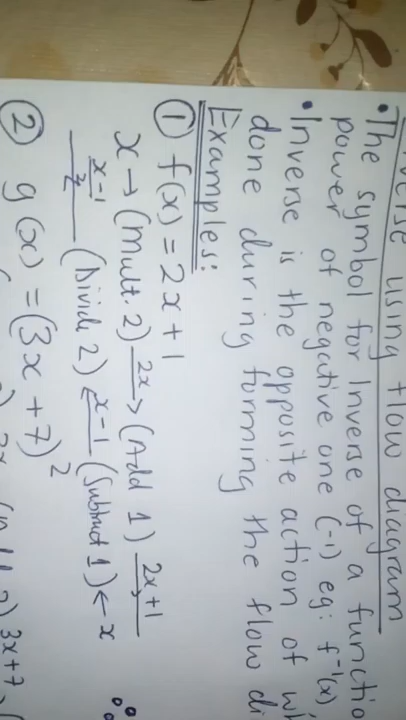 using flow diagram
• The symbol for Inverse of a functio
power of negative one (-1) eg: f⁻¹(x),
• Inverse is the opposite action of w
done during forming the flow di
Examples:
① f(x) = 2x + 1
x → (Mult. 2) 2x > (Add 1) 2x+1
x-1/2 (Divide 2) < x-1 (Subtract 1) ← x
② g(x) = (3x + 7)²
3x+7